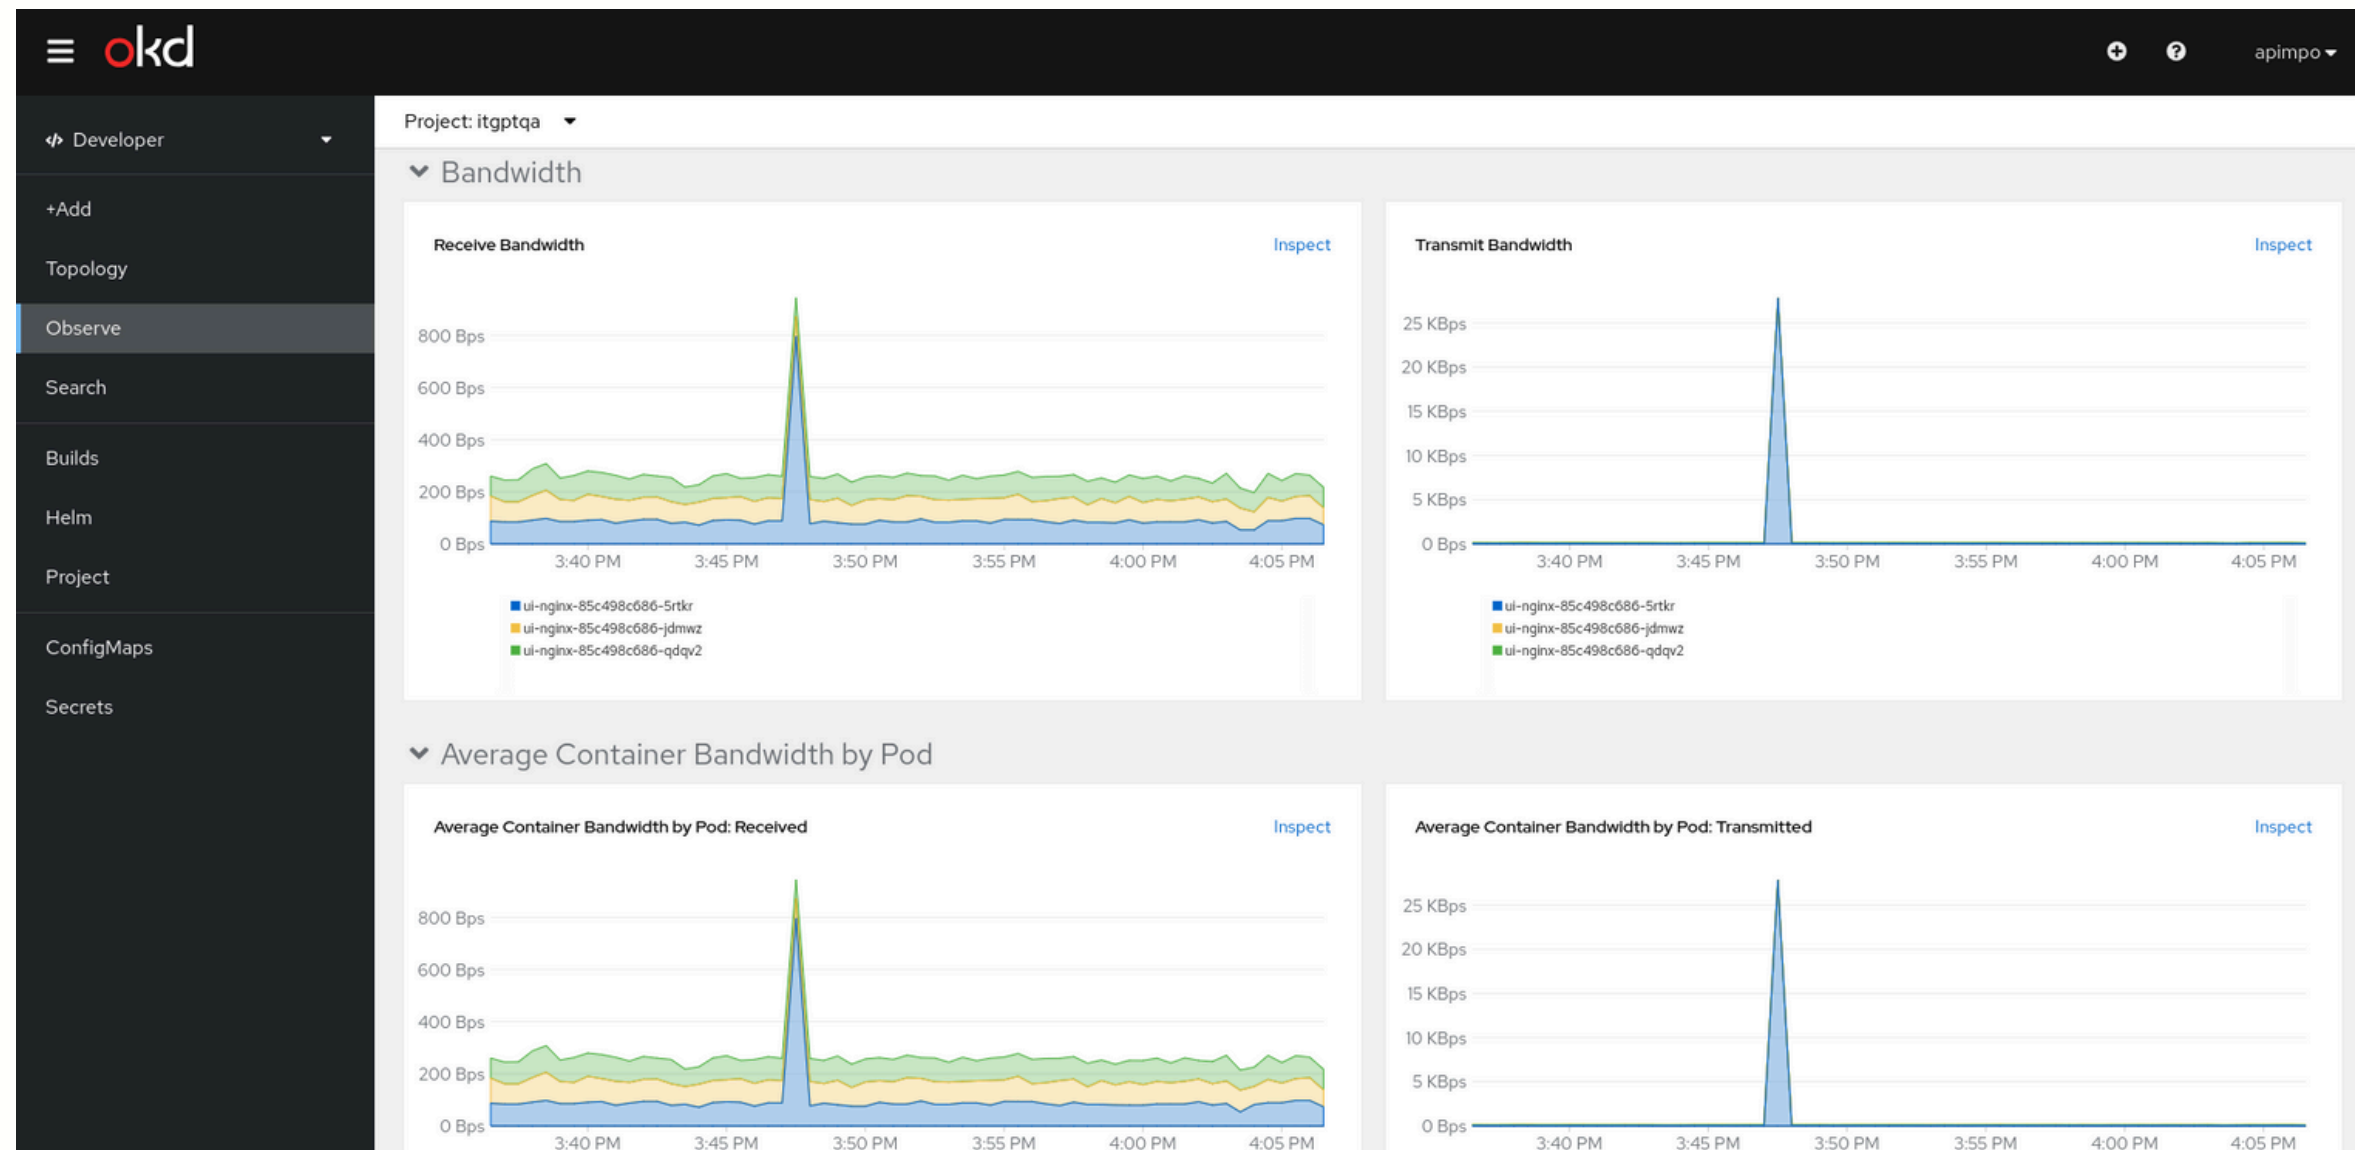 okd
apimpo
Developer
+Add
Topology
Observe
Search
Builds
Helm
Project
ConfigMaps
Secrets
Project: itgptqa
Bandwidth
Receive Bandwidth
Inspect
800 Bps
600 Bps
400 Bps
200 Bps
0 Bps
3:40 PM 3:45 PM 3:50 PM 3:55 PM 4:00 PM 4:05 PM
ui-nginx-85c498c686-5rtkr
ui-nginx-85c498c686-jdmwz
ui-nginx-85c498c686-qdqv2
Transmit Bandwidth
Inspect
25 KBps
20 KBps
15 KBps
10 KBps
5 KBps
0 Bps
3:40 PM 3:45 PM 3:50 PM 3:55 PM 4:00 PM 4:05 PM
ui-nginx-85c498c686-5rtkr
ui-nginx-85c498c686-jdmwz
ui-nginx-85c498c686-qdqv2
Average Container Bandwidth by Pod
Average Container Bandwidth by Pod: Received
Inspect
800 Bps
600 Bps
400 Bps
200 Bps
0 Bps
3:40 PM 3:45 PM 3:50 PM 3:55 PM 4:00 PM 4:05 PM
Average Container Bandwidth by Pod: Transmitted
Inspect
25 KBps
20 KBps
15 KBps
10 KBps
5 KBps
0 Bps
3:40 PM 3:45 PM 3:50 PM 3:55 PM 4:00 PM 4:05 PM